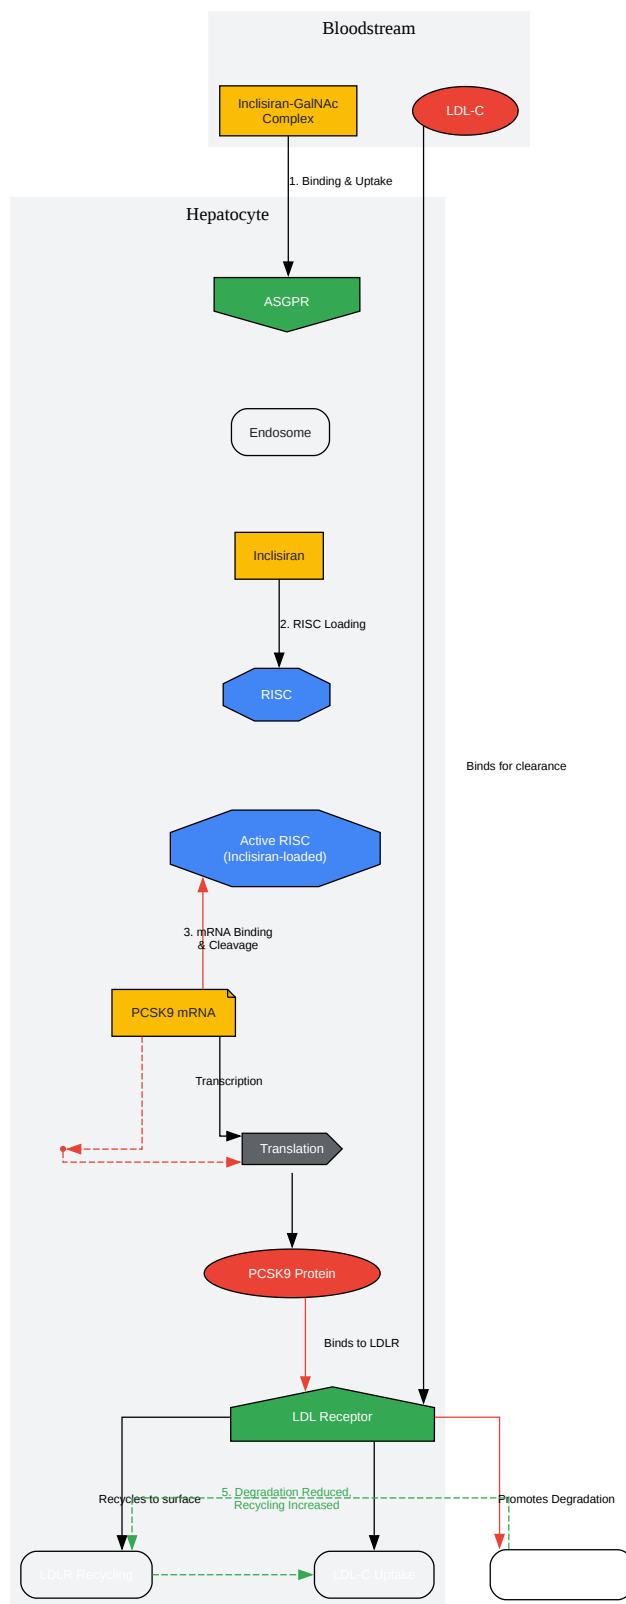 Bloodstream
Inclisiran-GalNAc
Complex
LDL-C
1. Binding & Uptake
Hepatocyte
ASGPR
Endosome
Inclisiran
2. RISC Loading
RISC
Binds for clearance
Active RISC
(Inclisiran-loaded)
3. mRNA Binding
& Cleavage
PCSK9 mRNA
Transcription
Translation
PCSK9 Protein
Binds to LDLR
LDL Receptor
Recycles to surface
5. Degradation Reduced,
Recycling Increased
Promotes Degradation
LDLR Recycling
LDL-C Uptake